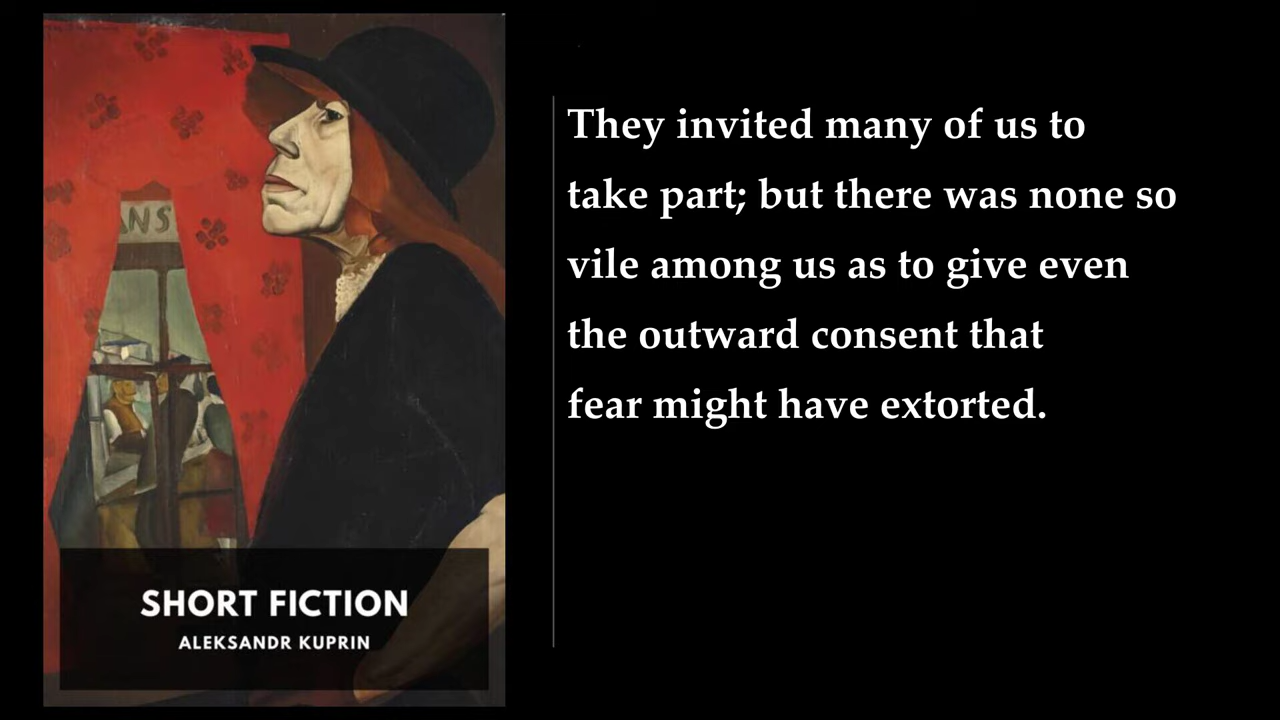 ANS
SHORT FICTION
ALEKSANDR KUPRIN
They invited many of us to
take part; but there was none so
vile among us as to give even
the outward consent that
fear might have extorted.